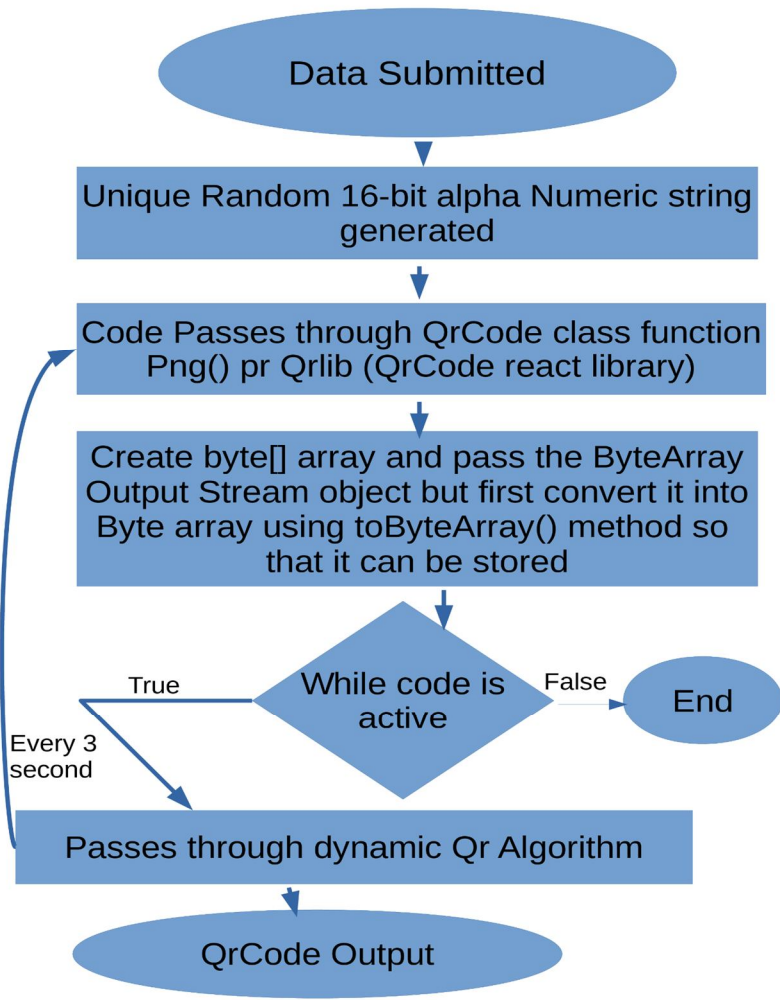 Data Submitted
Unique Random 16-bit alpha Numeric string
generated
Code Passes through QrCode class function
Png() pr Qrlib (QrCode react library)
Create byte[] array and pass the ByteArray
Output Stream object but first convert it into
Byte array using toByteArray() method so
that it can be stored
While code is
active
True
False
End
Every 3
second
Passes through dynamic Qr Algorithm
QrCode Output